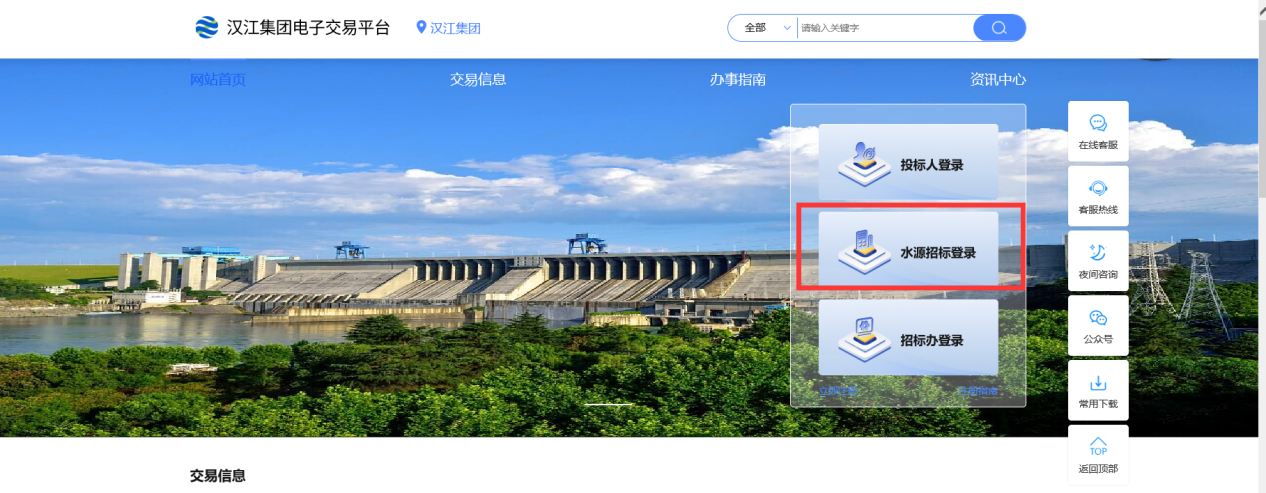 汉江集团电子交易平台
汉江集团
全部
请输入关键字
网站首页
交易信息
办事指南
资讯中心
投标人登录
水源招标登录
招标办登录
立即注册
在线客服
客服热线
夜间咨询
公众号
常用下载
TOP
返回顶部
交易信息